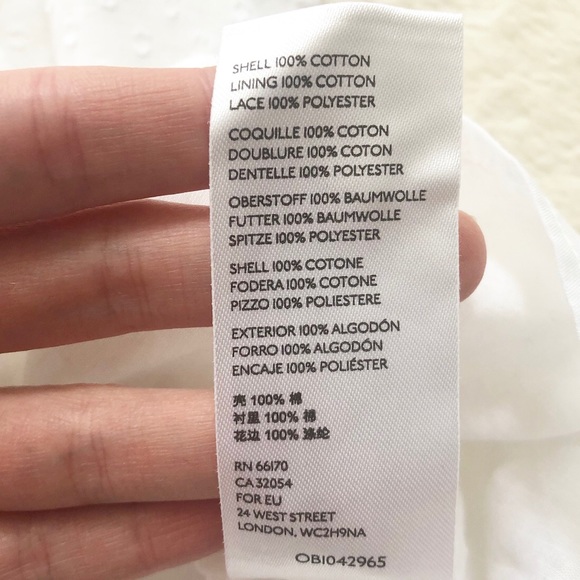 SHELL 100% COTTON
LINING 100% COTTON
LACE 100% POLYESTER
COQUILLE 100% COTON
DOUBLURE 100% COTON
DENTELLE 100% POLYESTER
OBERSTOFF 100% BAUMWOLLE
FUTTER 100% BAUMWOLLE
SPITZE 100% POLYESTER
SHELL 100% COTONE
FODERA 100% COTONE
PIZZO 100% POLIESTERE
EXTERIOR 100% ALGODÓN
FORRO 100% ALGODÓN
ENCAJE 100% POLIÉSTER
壳 100% 棉
衬里 100% 棉
花边 100% 涤纶
RN 66170
CA 32054
FOR EU
24 WEST STREET
LONDON, WC2H9NA
OB1042965